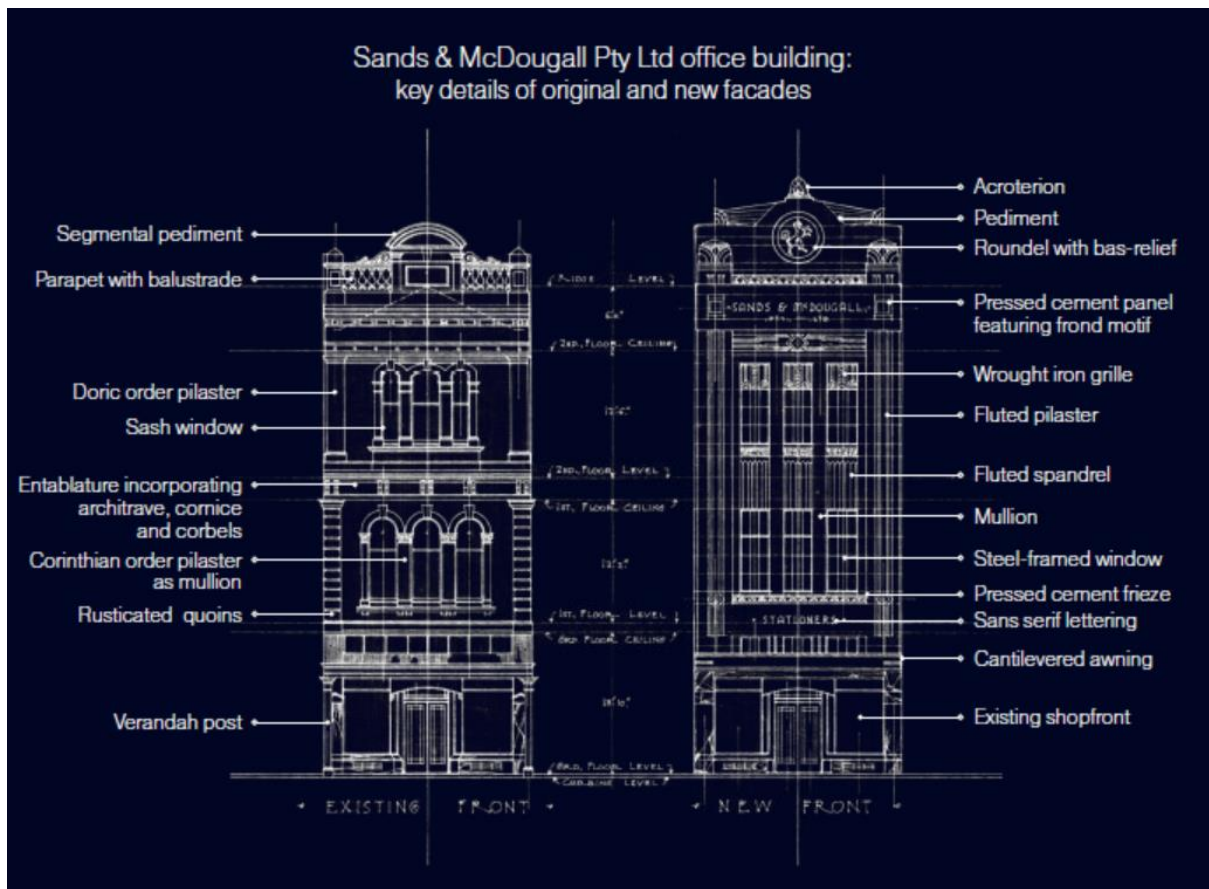 Sands & McDougall Pty Ltd office building:
key details of original and new facades
Segmental pediment
Parapet with balustrade
Doric order pilaster
Sash window
Entablature incorporating
architrave, cornice
and corbels
Corinthian order pilaster
as mullion
Rusticated quoins
Verandah post
RIDGE LEVEL
2ND. FLOOR CEILING
2ND. FLOOR LEVEL
1ST. FLOOR CEILING
1ST. FLOOR LEVEL
GRD. FLOOR CEILING
GRD. FLOOR LEVEL
LEVEL
SANDS & McDOUGALL
STATIONERS
Acroterion
Pediment
Roundel with bas-relief
Pressed cement panel
featuring frond motif
Wrought iron grille
Fluted pilaster
Fluted spandrel
Mullion
Steel-framed window
Pressed cement frieze
Sans serif lettering
Cantilevered awning
Existing shopfront
EXISTING FRONT
NEW FRONT